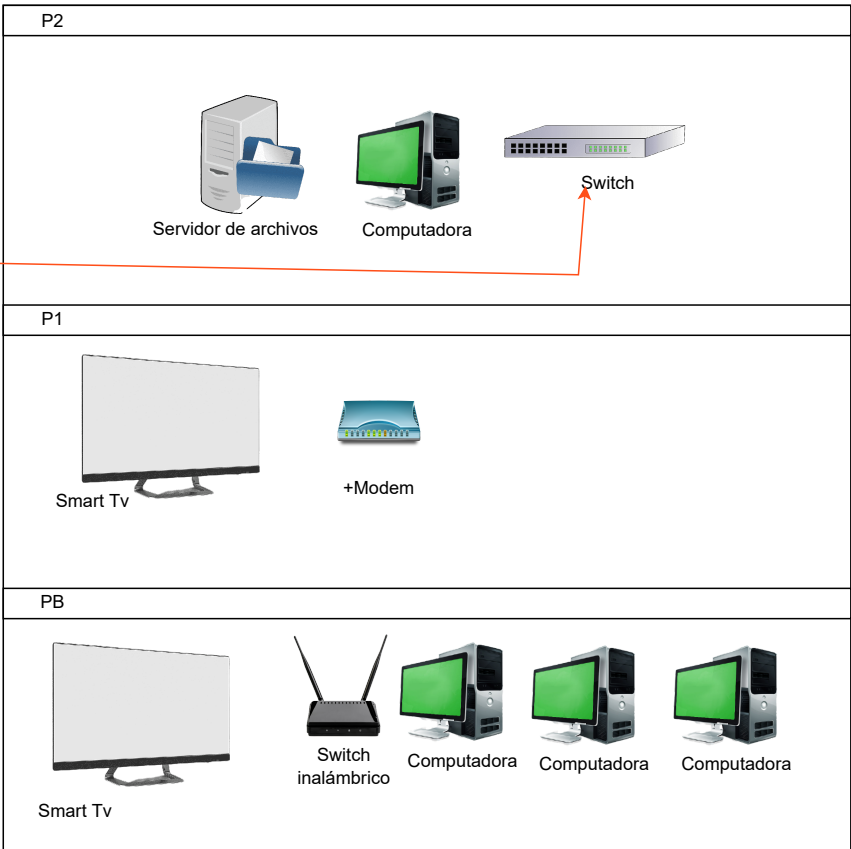 P2
Servidor de archivos
Computadora
Switch
P1
Smart Tv
+Modem
PB
Smart Tv
Switch
inalámbrico
Computadora
Computadora
Computadora